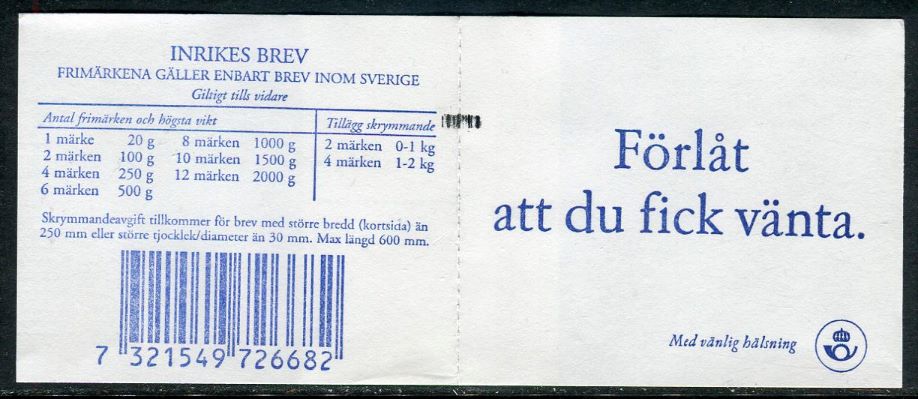 INRIKES BREV
FRIMÄRKENA GÄLLER ENBART BREV INOM SVERIGE
Giltigt tills vidare
Antal frimärken och högsta vikt Tillägg skrymmande
1 märke 20 g 8 märken 1000 g 2 märken 0-1 kg
2 märken 100 g 10 märken 1500 g 4 märken 1-2 kg
4 märken 250 g 12 märken 2000 g
6 märken 500 g
Skrymmandeavgift tillkommer för brev med större bredd (kortsida) än
250 mm eller större tjocklek/diameter än 30 mm. Max längd 600 mm.
7 321549 726682
Förlåt
att du fick vänta.
Med vänlig hälsning